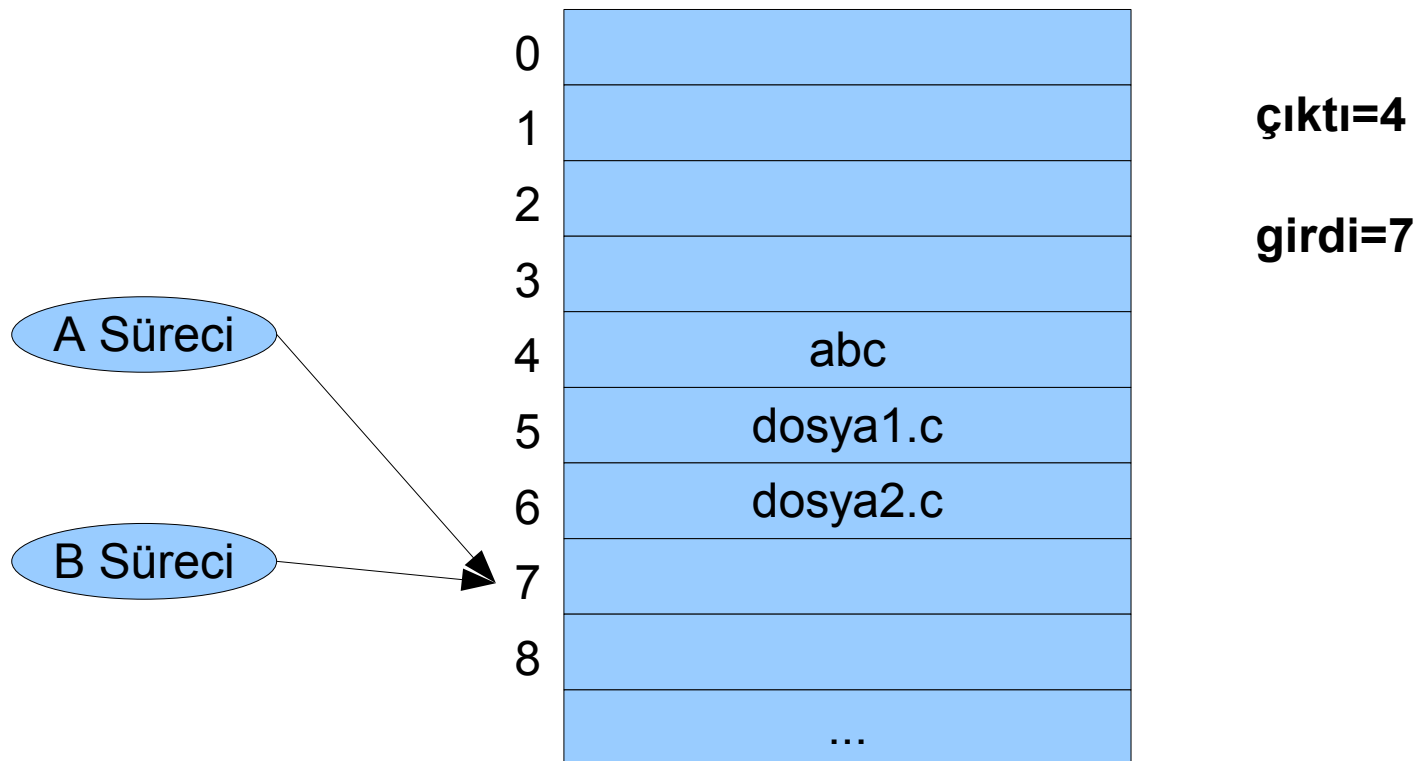 0
1
çıktı=4
2
girdi=7
3
A Süreci
4
abc
5
dosya1.c
6
dosya2.c
B Süreci
7
8
...